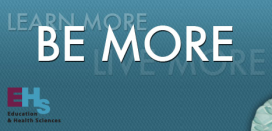 LEARN MORE
BE MORE
LIVE MORE
EHS
Education
& Health Sciences